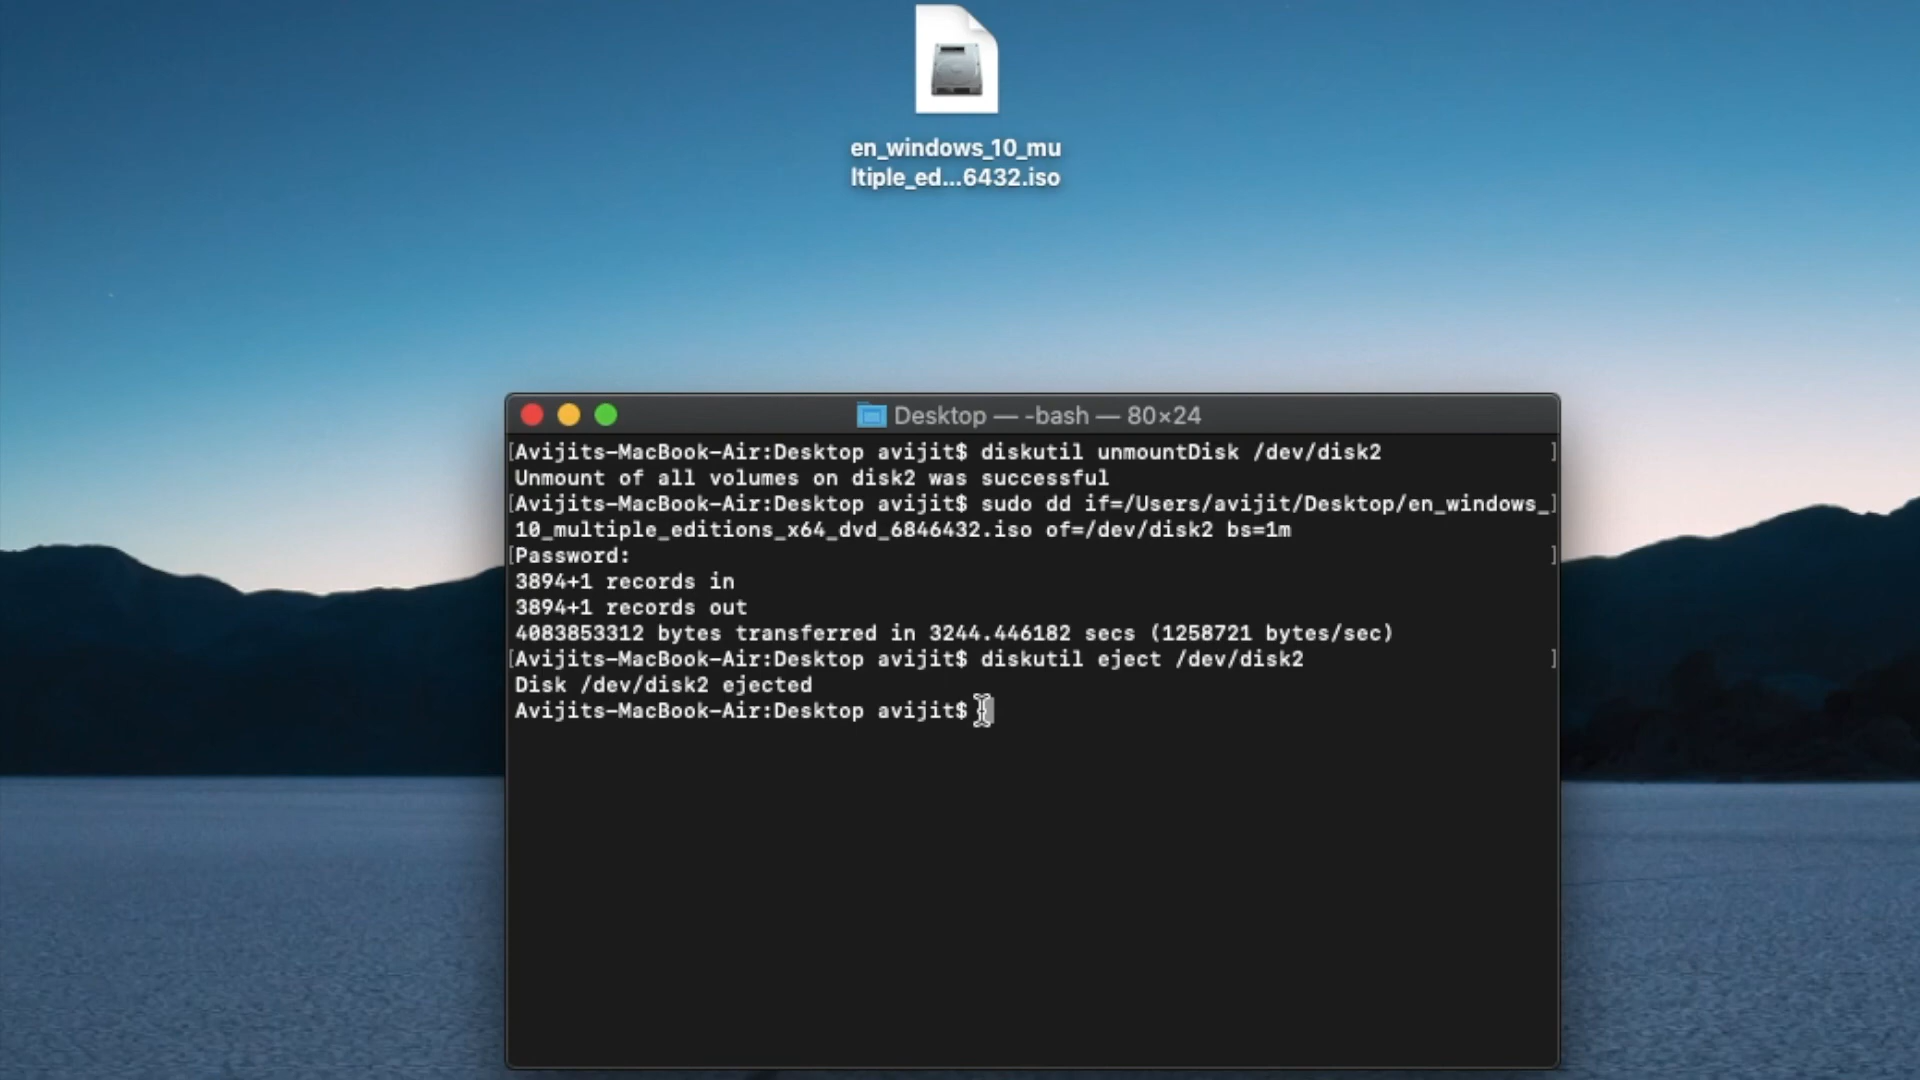 en_windows_10_mu
ltiple_ed...6432.iso
Desktop — -bash — 80×24
[Avijits-MacBook-Air:Desktop avijit$ diskutil unmountDisk /dev/disk2 ]
Unmount of all volumes on disk2 was successful
[Avijits-MacBook-Air:Desktop avijit$ sudo dd if=/Users/avijit/Desktop/en_windows_]
10_multiple_editions_x64_dvd_6846432.iso of=/dev/disk2 bs=1m
[Password: ]
3894+1 records in
3894+1 records out
4083853312 bytes transferred in 3244.446182 secs (1258721 bytes/sec)
[Avijits-MacBook-Air:Desktop avijit$ diskutil eject /dev/disk2 ]
Disk /dev/disk2 ejected
Avijits-MacBook-Air:Desktop avijit$